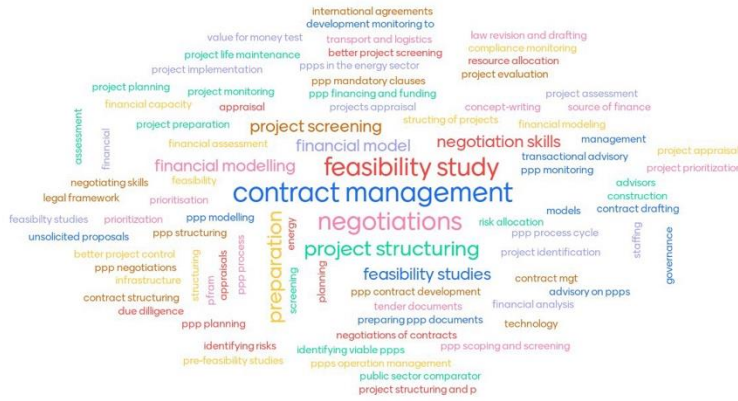 international agreements
development monitoring to
value for money test
transport and logistics
law revision and drafting
project life maintenance
better project screening
compliance monitoring
project implementation
ppps in the energy sector
resource allocation
ppp mandatory clauses
project evaluation
project planning
project monitoring
ppp financing and funding
project assessment
financial capacity
appraisal
projects appraisal
concept-writing
source of finance
assessment
financial
project preparation
project screening
structing of projects
financial modeling
financial assessment
financial model
negotiation skills
management
project appraisal
financial modelling
feasibility study
transactional advisory
ppp monitoring
project prioritization
negotiating skills
feasibility
legal framework
prioritisation
contract management
advisors
construction
feasibilty studies
prioritization
ppp modelling
negotiations
models
contract drafting
unsolicited proposals
ppp structuring
preparation
energy
risk allocation
ppp process cycle
staffing
governance
better project control
project structuring
project identification
ppp negotiations
infrastructure
structuring
pfram
appraisals
ppp process
screening
planning
feasibility studies
contract mgt
advisory on ppps
contract structuring
due dilligence
ppp contract development
financial analysis
tender documents
ppp planning
preparing ppp documents
technology
negotiations of contracts
identifying risks
identifying viable ppps
ppp scoping and screening
pre-feasibility studies
ppps operation management
public sector comparator
project structuring and p